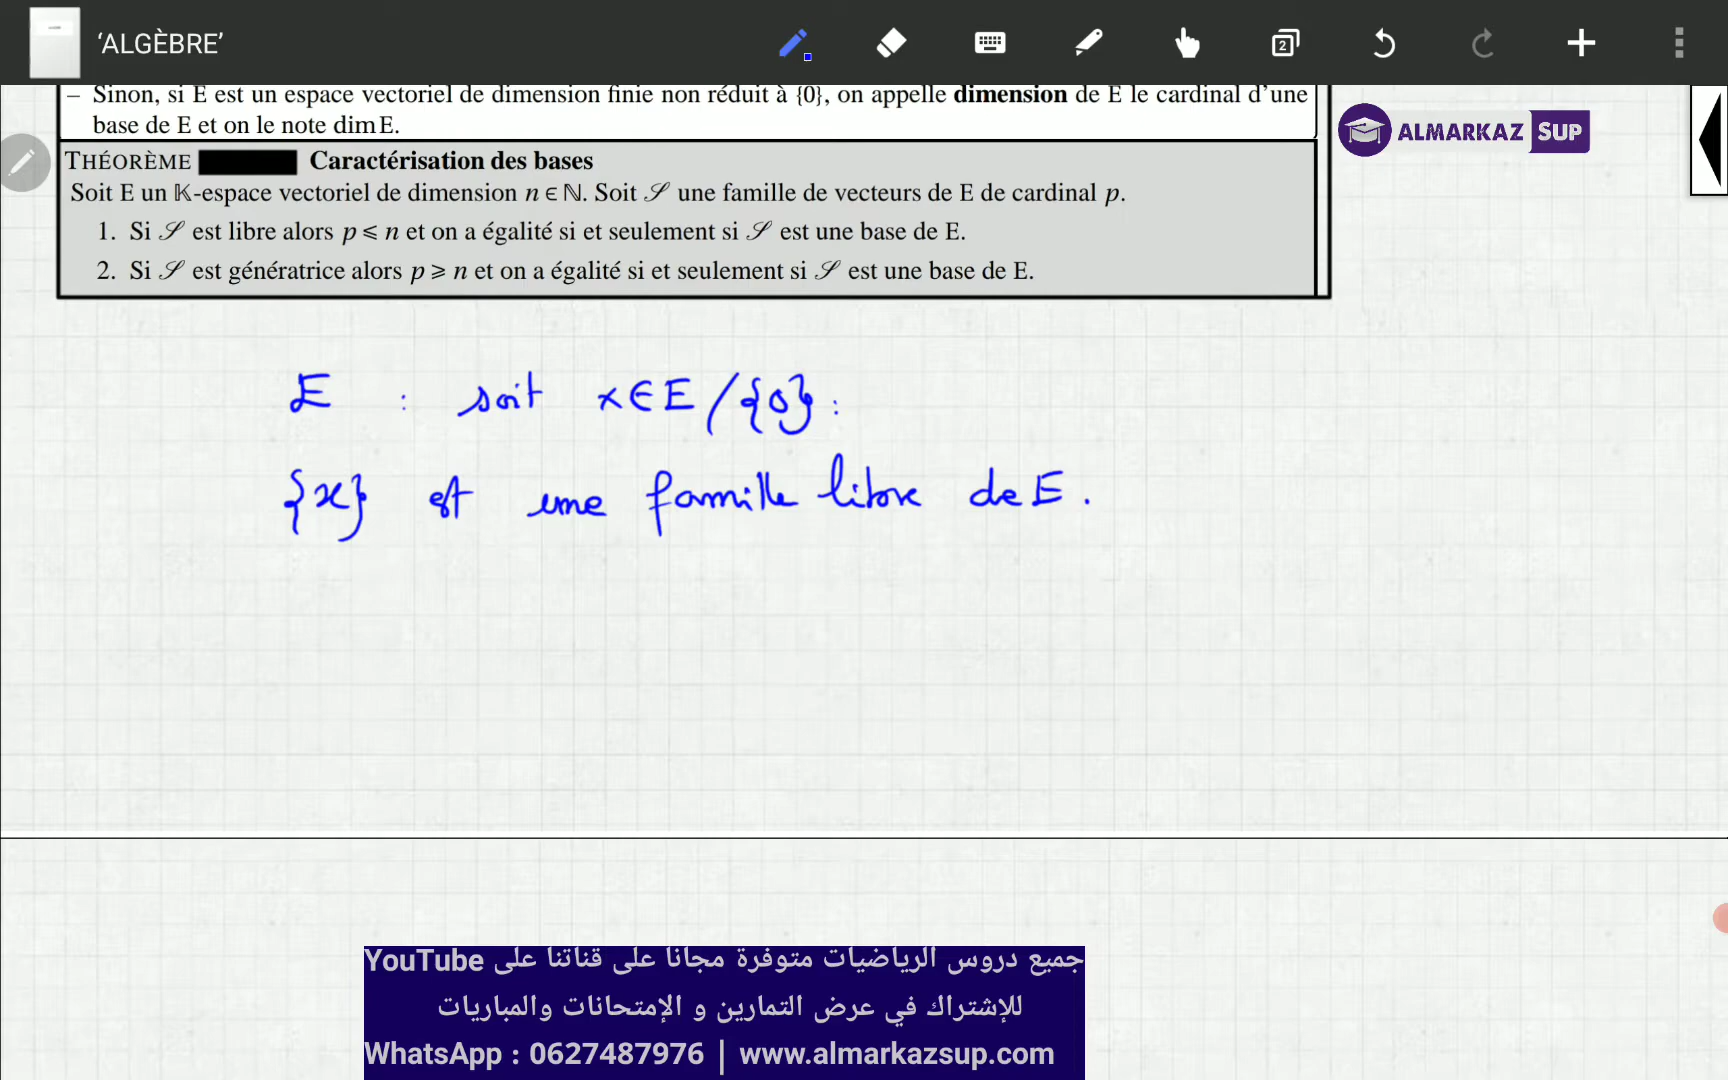 ‘ALGÈBRE’
2
– Sinon, si E est un espace vectoriel de dimension finie non réduit à {0}, on appelle dimension de E le cardinal d’une
base de E et on le note dim E.
ALMARKAZ SUP
THÉORÈME Caractérisation des bases
Soit E un 𝕂-espace vectoriel de dimension n ∈ ℕ. Soit 𝒮 une famille de vecteurs de E de cardinal p.
1. Si 𝒮 est libre alors p ⩽ n et on a égalité si et seulement si 𝒮 est une base de E.
2. Si 𝒮 est génératrice alors p ⩾ n et on a égalité si et seulement si 𝒮 est une base de E.
E : soit x ∈ E / {0} :
{x} est une famille libre de E .
جميع دروس الرياضيات متوفرة مجانا على قناتنا على YouTube
للإشتراك في عرض التمارين و الإمتحانات والمباريات
WhatsApp : 0627487976 | www.almarkazsup.com